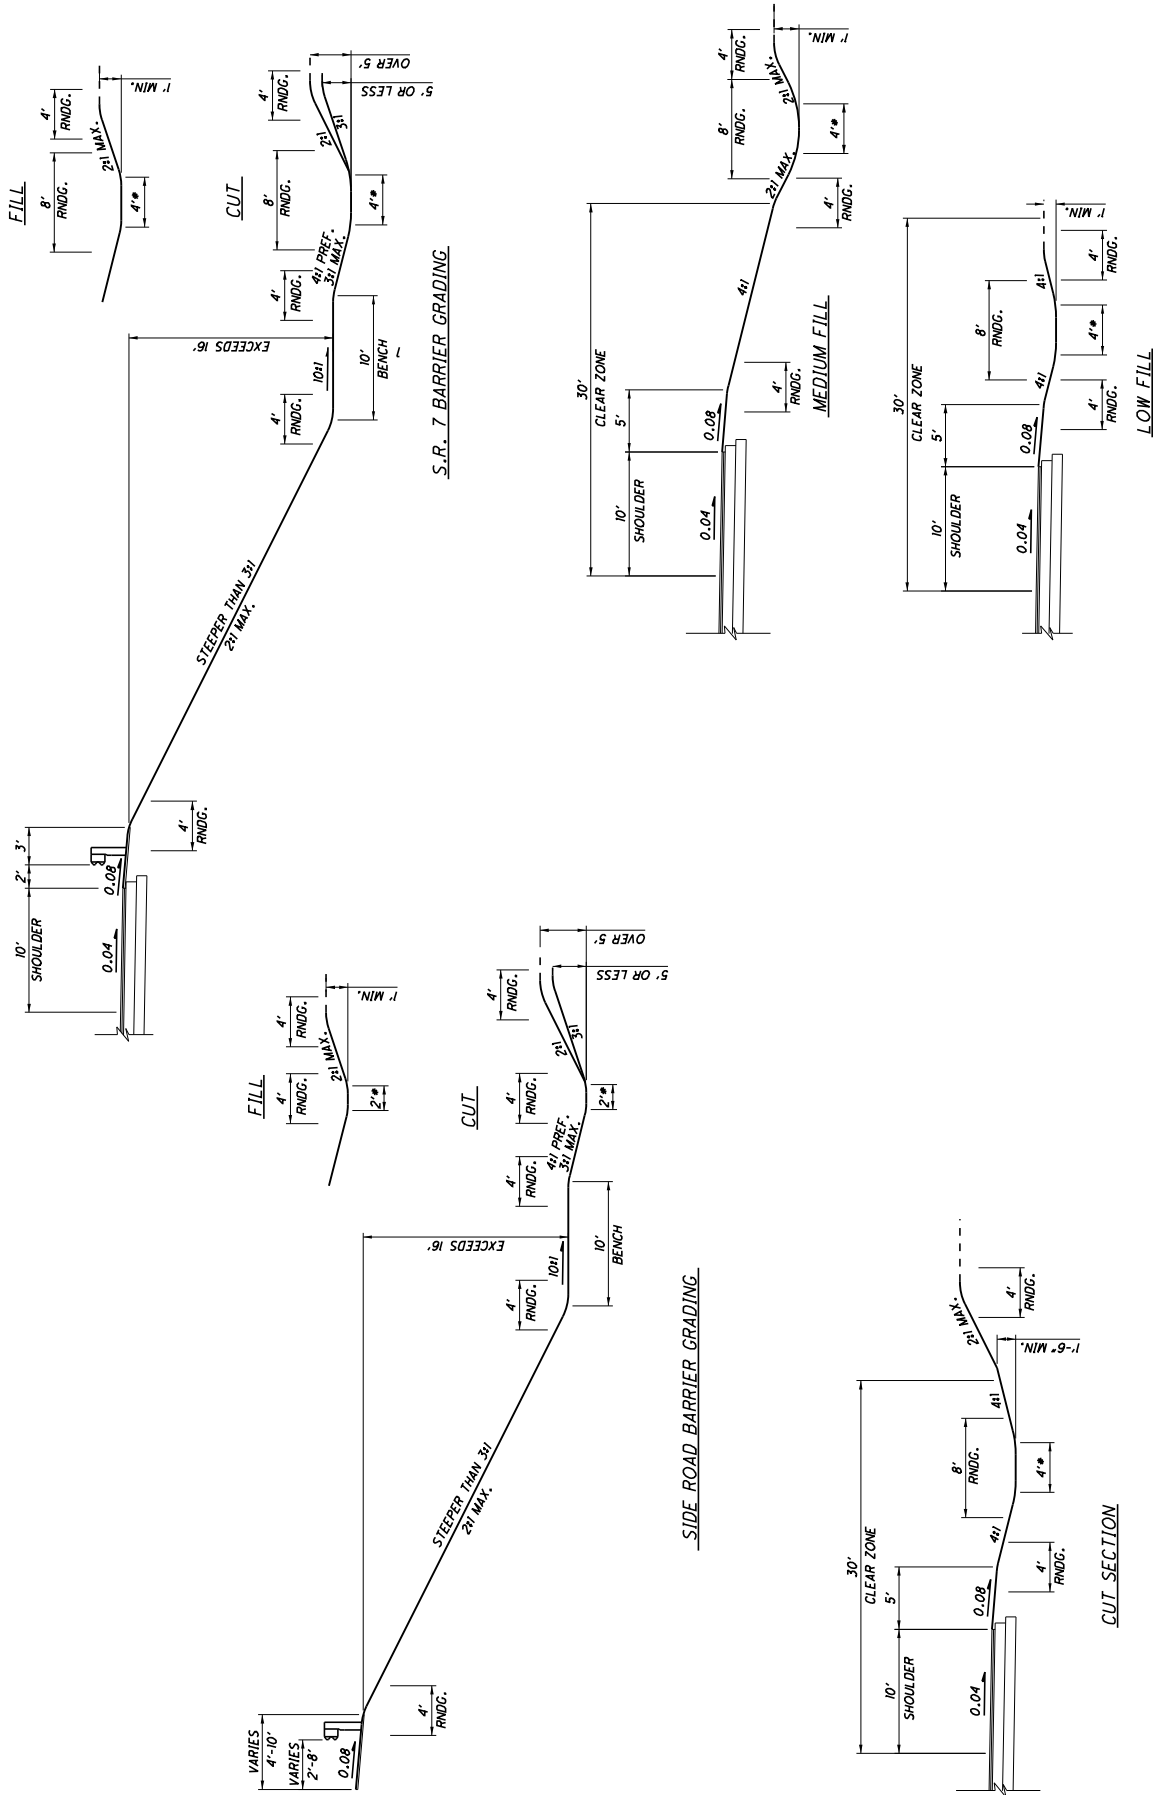 FILL
8'
RNDG.
4'
RNDG.
2:1 MAX.
1' MIN.
4'*
CUT
8'
RNDG.
4'
RNDG.
2:1
3:1
OVER 5'
5' OR LESS
4'*
4:1 PREF.
3:1 MAX.
4'
RNDG.
10'
BENCH
1
10:1
4'
RNDG.
EXCEEDS 16'
STEEPER THAN 3:1
2:1 MAX.
4'
RNDG.
3'
2'
0.08
10'
SHOULDER
0.04
S.R. 7 BARRIER GRADING
FILL
4'
RNDG.
4'
RNDG.
2:1 MAX.
1' MIN.
2'*
CUT
4'
RNDG.
4'
RNDG.
2:1
3:1
OVER 5'
5' OR LESS
2'*
4:1 PREF.
3:1 MAX.
4'
RNDG.
10'
BENCH
10:1
4'
RNDG.
EXCEEDS 16'
STEEPER THAN 3:1
2:1 MAX.
4'
RNDG.
VARIES
4'-10'
VARIES
2'-8'
0.08
SIDE ROAD BARRIER GRADING
30'
CLEAR ZONE
10'
SHOULDER
5'
0.04
0.08
4'
RNDG.
4:1
2:1 MAX.
4'
RNDG.
8'
RNDG.
4'*
2:1 MAX.
4'
RNDG.
1' MIN.
MEDIUM FILL
30'
CLEAR ZONE
10'
SHOULDER
5'
0.04
0.08
4'
RNDG.
4:1
8'
RNDG.
4'*
4:1
4'
RNDG.
1' MIN.
LOW FILL
30'
CLEAR ZONE
10'
SHOULDER
5'
0.04
0.08
4'
RNDG.
4:1
8'
RNDG.
4'*
4:1
2:1 MAX.
4'
RNDG.
1'-6" MIN.
CUT SECTION